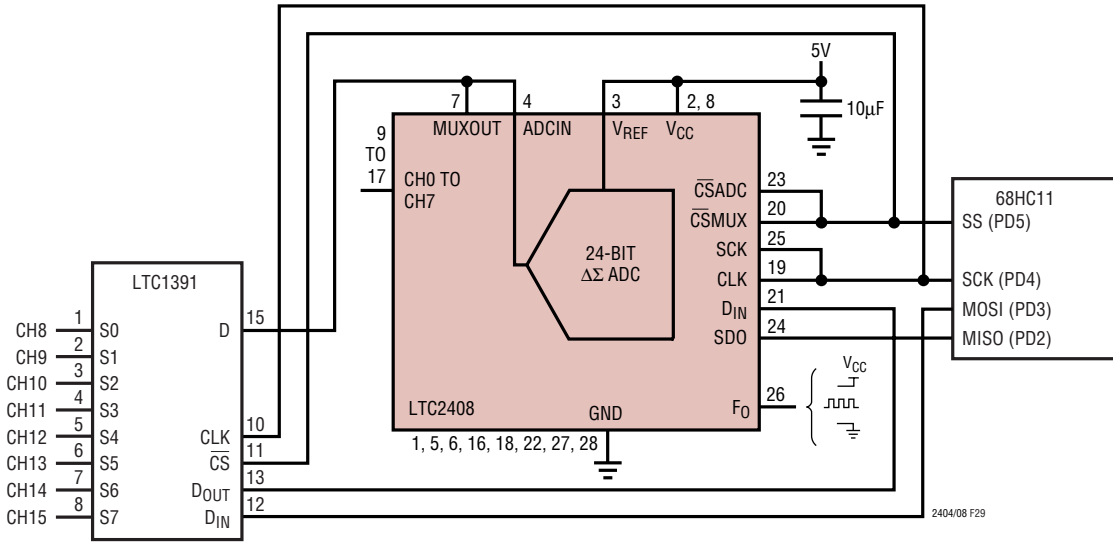 5V
10µF
7
4
3
2, 8
MUXOUT
ADCIN
VREF
VCC
9
TO
17
CH0 TO
CH7
24-BIT
ΔΣ ADC
CSADC
23
CSMUX
20
SCK
25
CLK
19
DIN
21
SDO
24
FO
26
VCC
LTC2408
GND
1, 5, 6, 16, 18, 22, 27, 28
68HC11
SS (PD5)
SCK (PD4)
MOSI (PD3)
MISO (PD2)
LTC1391
CH8 1 S0
CH9 2 S1
CH10 3 S2
CH11 4 S3
CH12 5 S4
CH13 6 S5
CH14 7 S6
CH15 8 S7
D 15
CLK 10
CS 11
DOUT 13
DIN 12
2404/08 F29